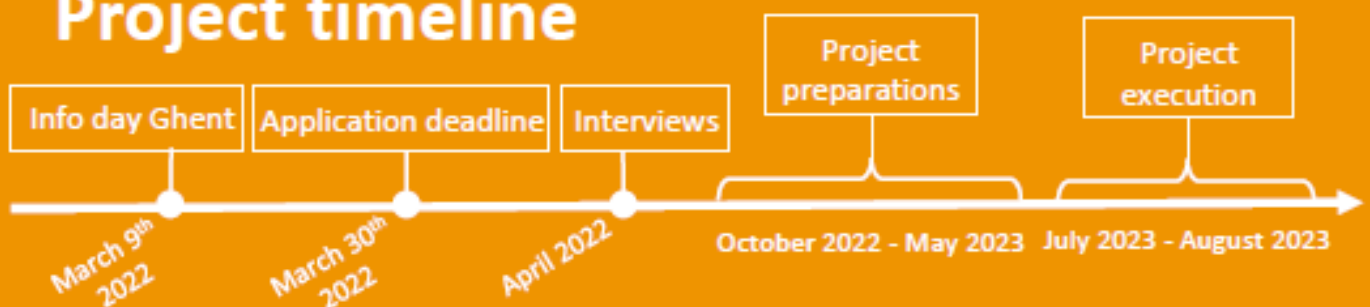 Project timeline
Project
preparations
Project
execution
Info day Ghent
Application deadline
Interviews
March 9th
2022
March 30th
2022
April 2022
October 2022 - May 2023
July 2023 - August 2023